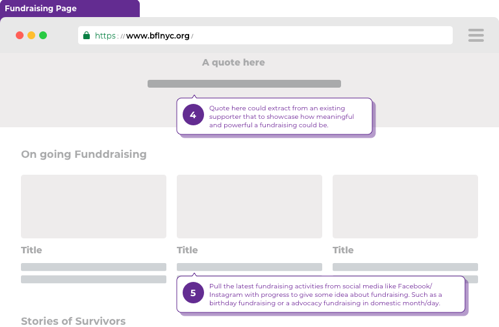 Fundraising Page
https://www.bflnyc.org/
A quote here
4
Quote here could extract from an existing
supporter that to showcase how meaningful
and powerful a fundraising could be.
On going Funddraising
Title Title Title
5
Pull the latest fundraising activities from social media like Facebook/
Instagram with progress to give some idea about fundraising. Such as a
birthday fundraising or a advocacy fundraising in domestic month/day.
Stories of Survivors